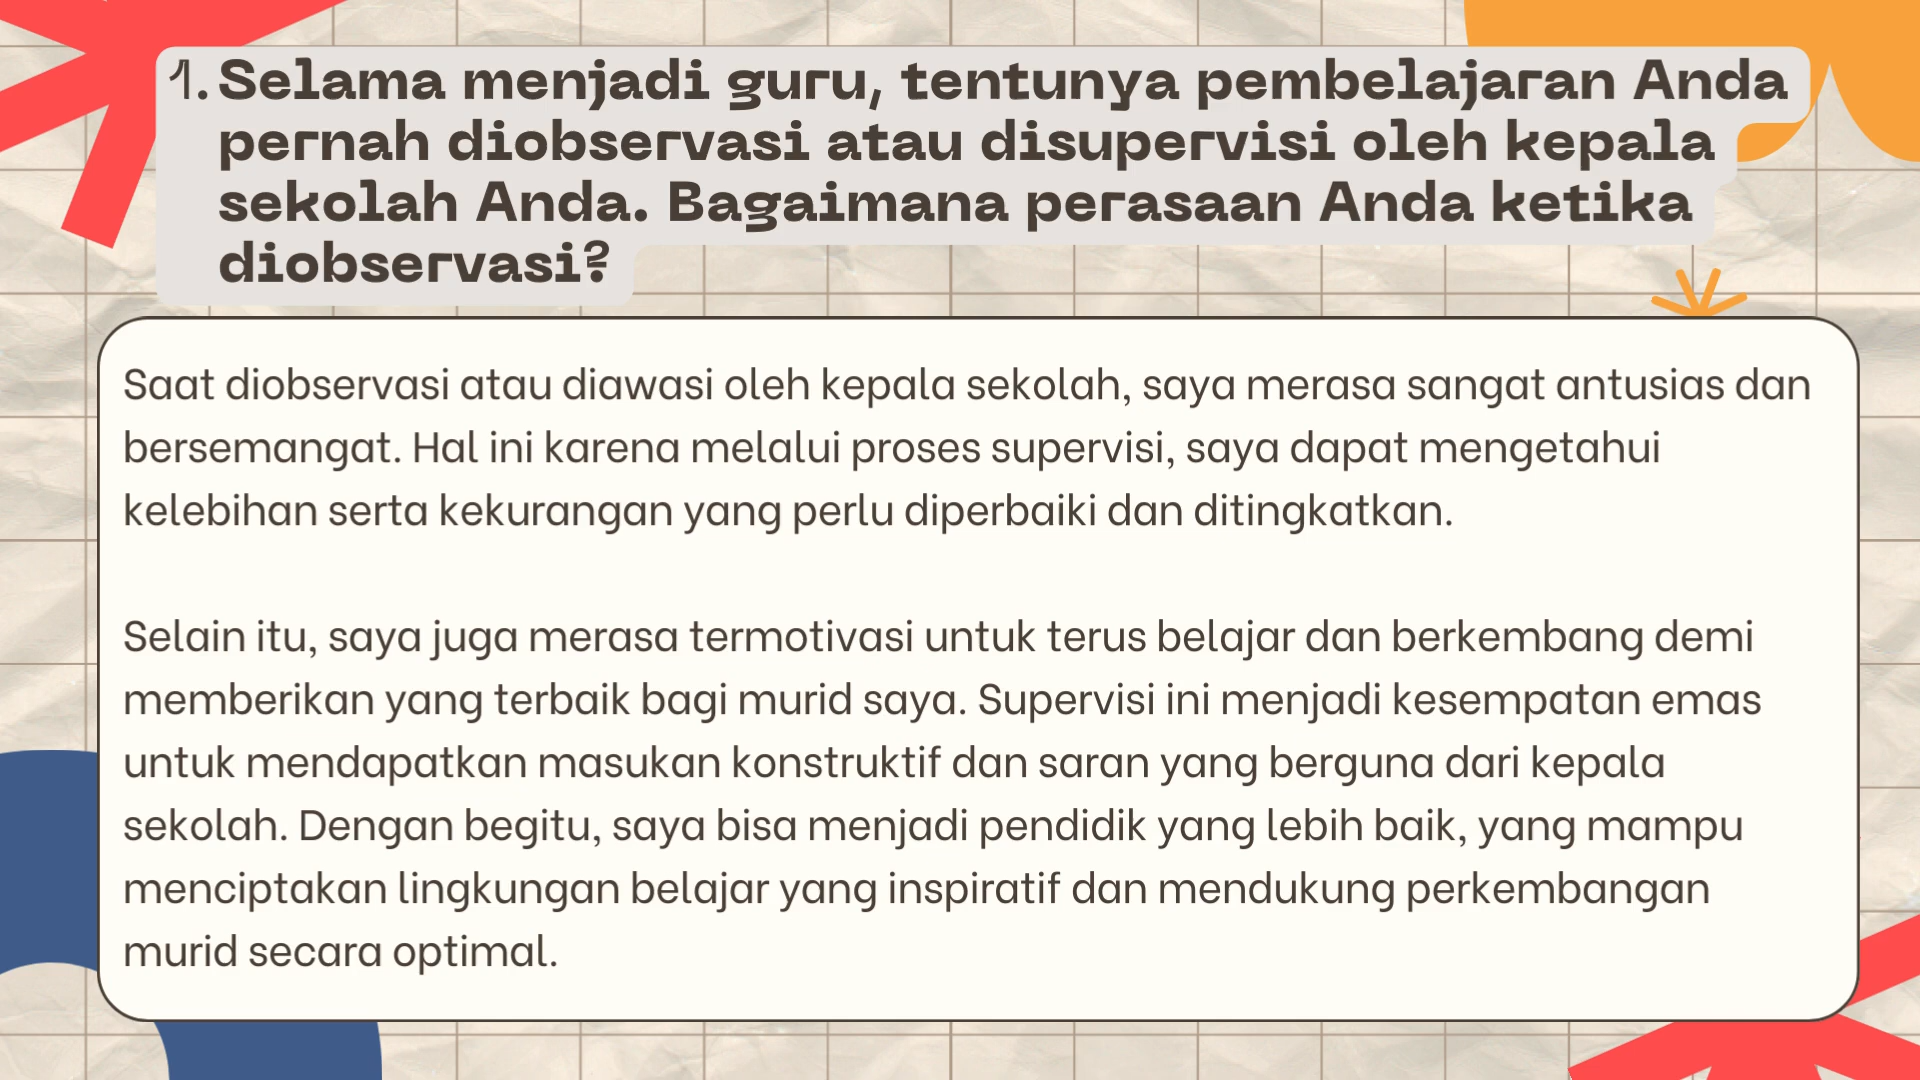 1. Selama menjadi guru, tentunya pembelajaran Anda
pernah diobservasi atau disupervisi oleh kepala
sekolah Anda. Bagaimana perasaan Anda ketika
diobservasi?
Saat diobservasi atau diawasi oleh kepala sekolah, saya merasa sangat antusias dan
bersemangat. Hal ini karena melalui proses supervisi, saya dapat mengetahui
kelebihan serta kekurangan yang perlu diperbaiki dan ditingkatkan.
Selain itu, saya juga merasa termotivasi untuk terus belajar dan berkembang demi
memberikan yang terbaik bagi murid saya. Supervisi ini menjadi kesempatan emas
untuk mendapatkan masukan konstruktif dan saran yang berguna dari kepala
sekolah. Dengan begitu, saya bisa menjadi pendidik yang lebih baik, yang mampu
menciptakan lingkungan belajar yang inspiratif dan mendukung perkembangan
murid secara optimal.